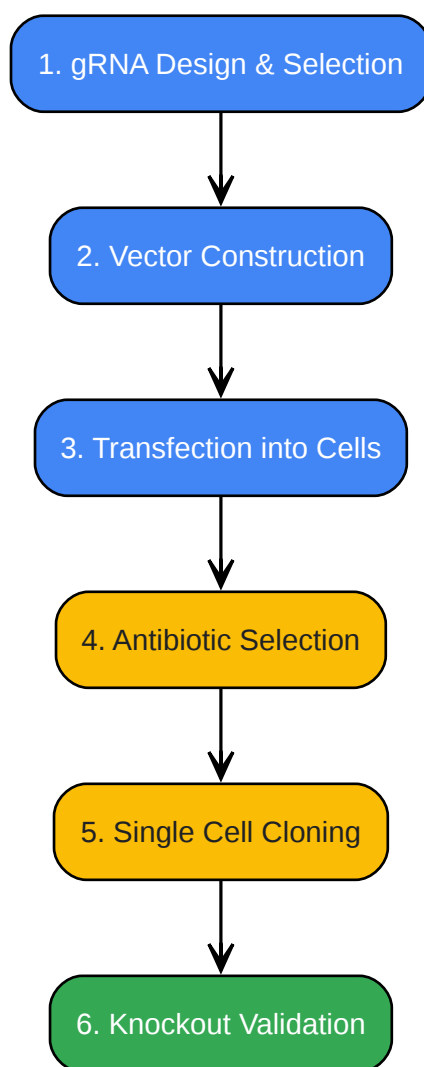 1. gRNA Design & Selection
2. Vector Construction
3. Transfection into Cells
4. Antibiotic Selection
5. Single Cell Cloning
6. Knockout Validation